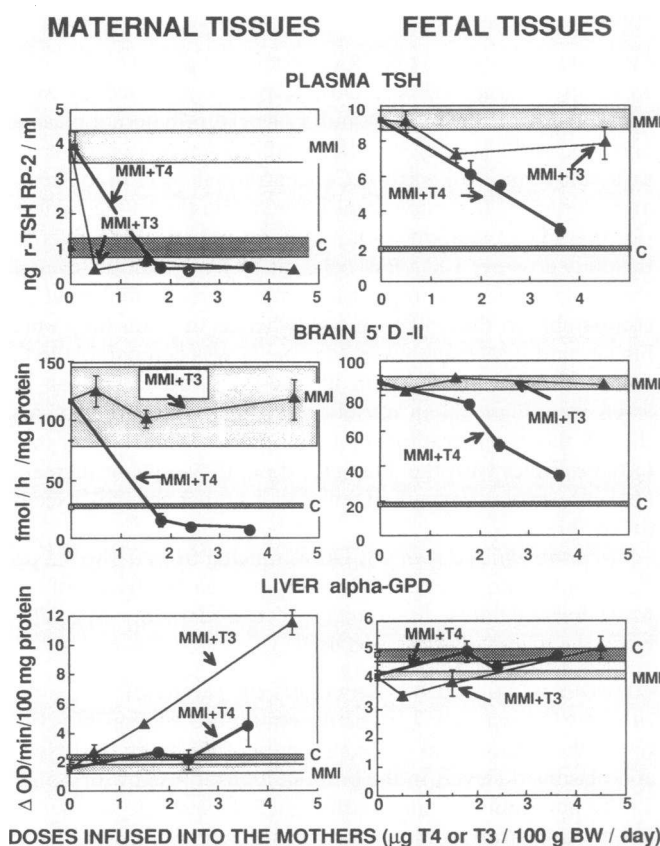 MATERNAL TISSUES FETAL TISSUES
PLASMA TSH
ng r-TSH RP-2 / ml
5
4
3
2
1
0
0 1 2 3 4 5
MMI
MMI+T4
MMI+T3
C
10
8
6
4
2
0
0 2 4
MMI
MMI+T3
MMI+T4
C
BRAIN 5' D-II
fmol / h /mg protein
150
100
50
0
0 1 2 3 4 5
MMI+T3
MMI
MMI+T4
C
100
80
60
40
20
0
0 1 2 3 4 5
MMI
MMI+T3
MMI+T4
C
LIVER alpha-GPD
Δ OD/min/100 mg protein
12
10
8
6
4
2
0
0 1 2 3 4 5
MMI+T3
MMI+T4
C
MMI
6
5
4
3
2
1
0
0 1 2 3 4 5
MMI+T4
C
MMI
MMI+T3
DOSES INFUSED INTO THE MOTHERS (µg T4 or T3 / 100 g BW / day)